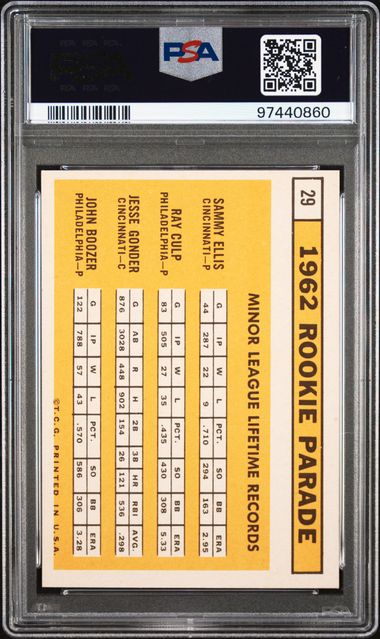 PSA
97440860
29
1962 ROOKIE PARADE
MINOR LEAGUE LIFETIME RECORDS
SAMMY ELLIS
CINCINNATI—P
G IP W L PCT. SO BB ERA
44 287 22 9 .710 294 163 2.95
RAY CULP
PHILADELPHIA—P
G IP W L PCT. SO BB ERA
83 505 27 35 .435 430 308 5.33
JESSE GONDER
CINCINNATI—C
G AB R H 2B 3B HR RBI AVG.
876 3028 448 902 154 26 121 536 .298
JOHN BOOZER
PHILADELPHIA—P
G IP W L PCT. SO BB ERA
122 788 57 43 .570 586 306 3.28
©T.C.G. PRINTED IN U.S.A.